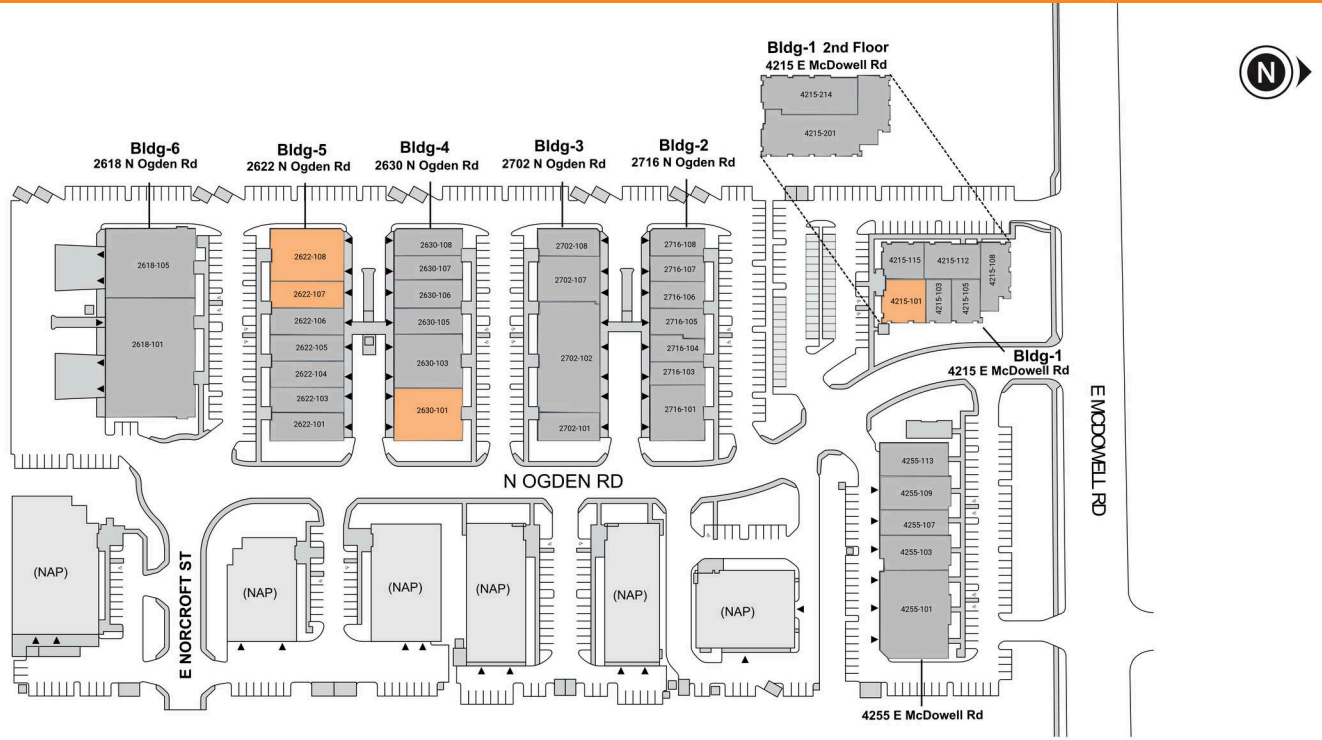 Bldg-1 2nd Floor
4215 E McDowell Rd
N
4215-214
4215-201
Bldg-6
2618 N Ogden Rd
Bldg-5
2622 N Ogden Rd
Bldg-4
2630 N Ogden Rd
Bldg-3
2702 N Ogden Rd
Bldg-2
2716 N Ogden Rd
2618-105
2618-101
2622-108
2622-107
2622-106
2622-105
2622-104
2622-103
2622-101
2630-108
2630-107
2630-106
2630-105
2630-103
2630-101
2702-108
2702-107
2702-102
2702-101
2716-108
2716-107
2716-106
2716-105
2716-104
2716-103
2716-101
4215-115
4215-112
4215-108
4215-101
4215-103
4215-105
Bldg-1
4215 E McDowell Rd
E MCDOWELL RD
N OGDEN RD
4255-113
4255-109
4255-107
4255-103
4255-101
4255 E McDowell Rd
(NAP)
E NORCROFT ST
(NAP)
(NAP)
(NAP)
(NAP)
(NAP)